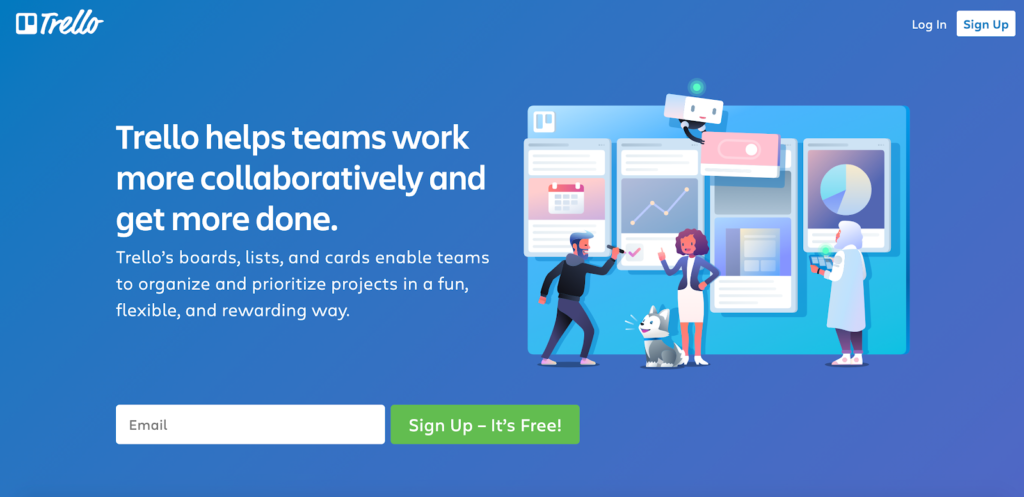 Trello
Log In
Sign Up
Trello helps teams work
more collaboratively and
get more done.
Trello’s boards, lists, and cards enable teams
to organize and prioritize projects in a fun,
flexible, and rewarding way.
Email
Sign Up – It’s Free!